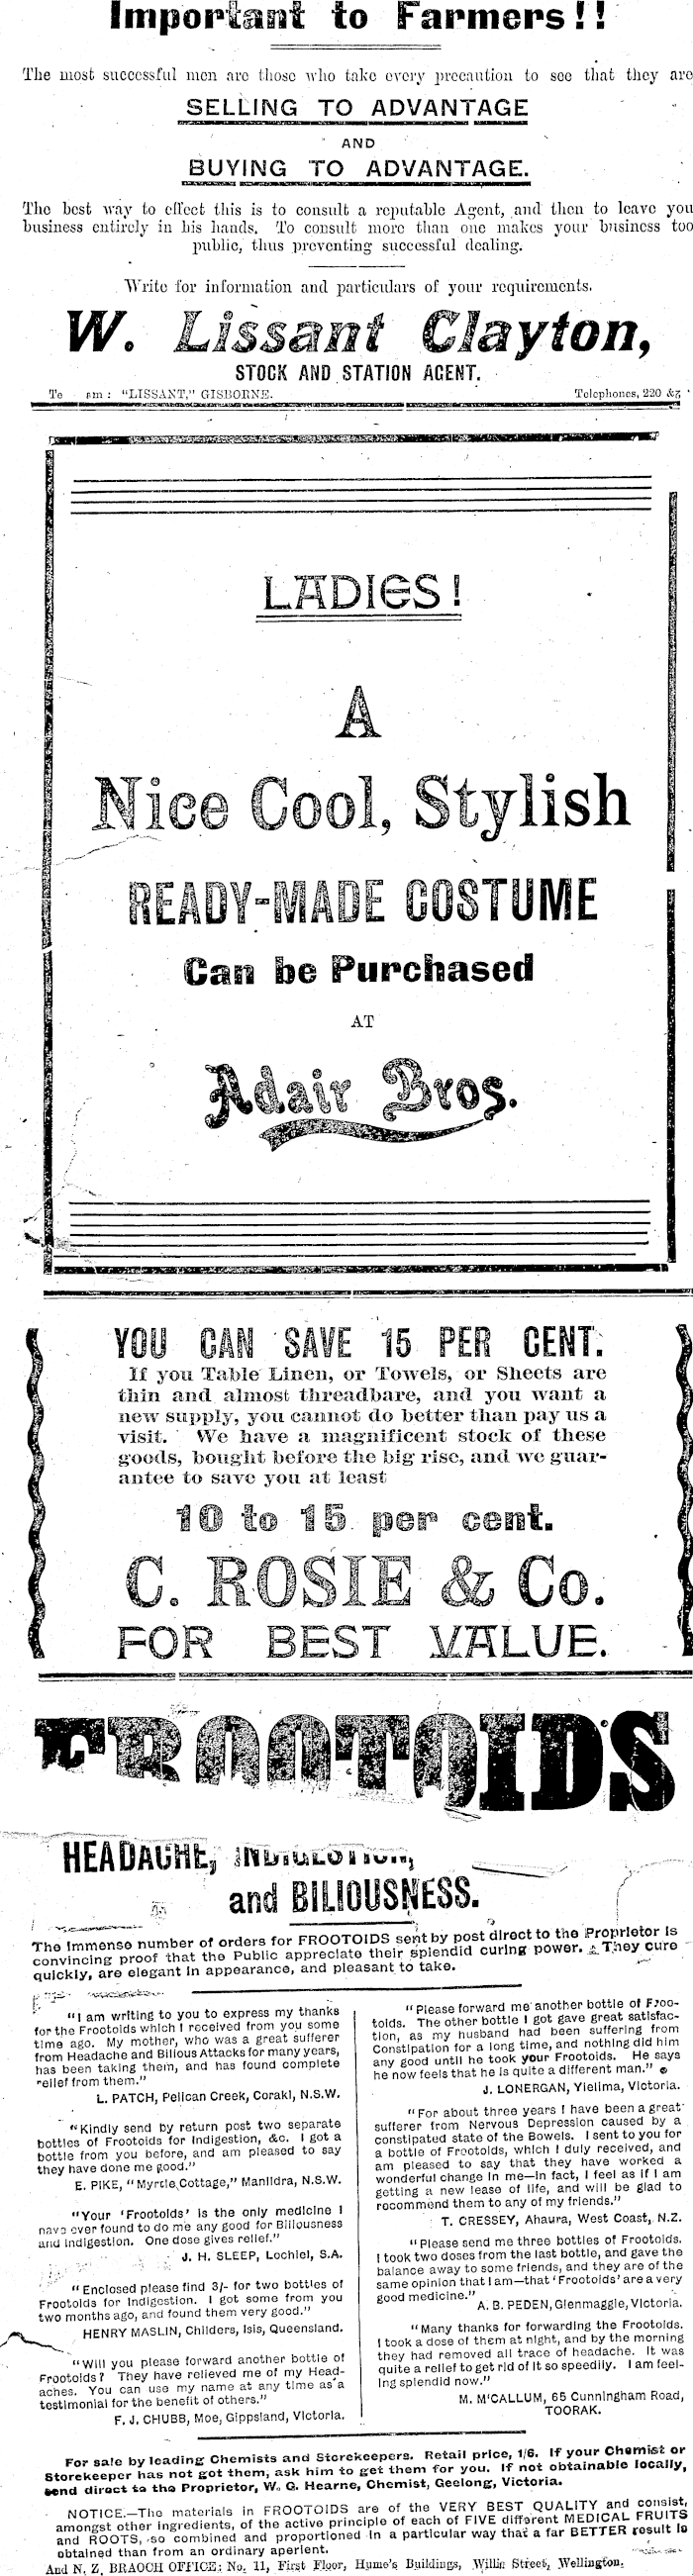 Important to Farmers!!
The most successful men are those who take every precaution to see that they are
SELLING TO ADVANTAGE
AND
BUYING TO ADVANTAGE.
The best way to effect this is to consult a reputable Agent, and then to leave you
business entirely in his hands. To consult more than one makes your business too
public, thus preventing successful dealing.
Write for information and particulars of your requirements.
W. Lissant Clayton,
STOCK AND STATION AGENT.
Te am: "LISSANT," GISBORNE. Telephones, 220 &
LADIES!
A
Nice Cool, Stylish
READY-MADE COSTUME
Can be Purchased
AT
Adair Bros.
YOU CAN SAVE 15 PER CENT.
If you Table Linen, or Towels, or Sheets are
thin and almost threadbare, and you want a
new supply, you cannot do better than pay us a
visit. We have a magnificent stock of these
goods, bought before the big rise, and we guar-
antee to save you at least
10 to 15 per cent.
C. ROSIE & Co.
FOR BEST VALUE.
FROOTOIDS
HEADACHE, INDIGESTION,
and BILIOUSNESS.
The immense number of orders for FROOTOIDS sent by post direct to the Proprietor is
convincing proof that the Public appreciate their splendid curing power. They cure
quickly, are elegant in appearance, and pleasant to take.
"I am writing to you to express my thanks
for the Frootoids which I received from you some
time ago. My mother, who was a great sufferer
from Headache and Bilious Attacks for many years,
has been taking them, and has found complete
relief from them."
L. PATCH, Pelican Creek, Coraki, N.S.W.
"Kindly send by return post two separate
bottles of Frootoids for Indigestion, &c. I got a
bottle from you before, and am pleased to say
they have done me good."
E. PIKE, "Myrtle Cottage," Manildra, N.S.W.
"Your 'Frootoids' is the only medicine I
have ever found to do me any good for Biliousness
and Indigestion. One dose gives relief."
J. H. SLEEP, Lochiel, S.A.
"Enclosed please find 3/- for two bottles of
Frootoids for Indigestion. I got some from you
two months ago, and found them very good."
HENRY MASLIN, Childers, Isis, Queensland.
"Will you please forward another bottle of
Frootoids? They have relieved me of my Head-
aches. You can use my name at any time as a
testimonial for the benefit of others."
F. J. CHUBB, Moe, Gippsland, Victoria.
"Please forward me another bottle of Froo-
toids. The other bottle I got gave great satisfac-
tion, as my husband had been suffering from
Constipation for a long time, and nothing did him
any good until he took your Frootoids. He says
he now feels that he is quite a different man."
J. LONERGAN, Yielima, Victoria.
"For about three years I have been a great
sufferer from Nervous Depression caused by a
constipated state of the Bowels. I sent to you for
a bottle of Frootoids, which I duly received, and
am pleased to say that they have worked a
wonderful change in me—in fact, I feel as if I am
getting a new lease of life, and will be glad to
recommend them to any of my friends."
T. CRESSEY, Ahaura, West Coast, N.Z.
"Please send me three bottles of Frootoids.
I took two doses from the last bottle, and gave the
balance away to some friends, and they are of the
same opinion that I am—that 'Frootoids' are a very
good medicine."
A. B. PEDEN, Glenmaggie, Victoria.
"Many thanks for forwarding the Frootoids.
I took a dose of them at night, and by the morning
they had removed all trace of headache. It was
quite a relief to get rid of it so speedily. I am feel-
ing splendid now."
M. M'CALLUM, 65 Cunningham Road,
TOORAK.
For sale by leading Chemists and Storekeepers. Retail price, 1/6. If your Chemist or
Storekeeper has not got them, ask him to get them for you. If not obtainable locally,
send direct to the Proprietor, W. G. Hearne, Chemist, Geelong, Victoria.
NOTICE.—The materials in FROOTOIDS are of the VERY BEST QUALITY and consist,
amongst other ingredients, of the active principle of each of FIVE different MEDICAL FRUITS
and ROOTS, so combined and proportioned in a particular way that a far BETTER result is
obtained than from an ordinary aperient.
And N. Z. BRAOCH OFFICE: No. 11, First Floor, Hume's Buildings, Willis Street, Wellington.